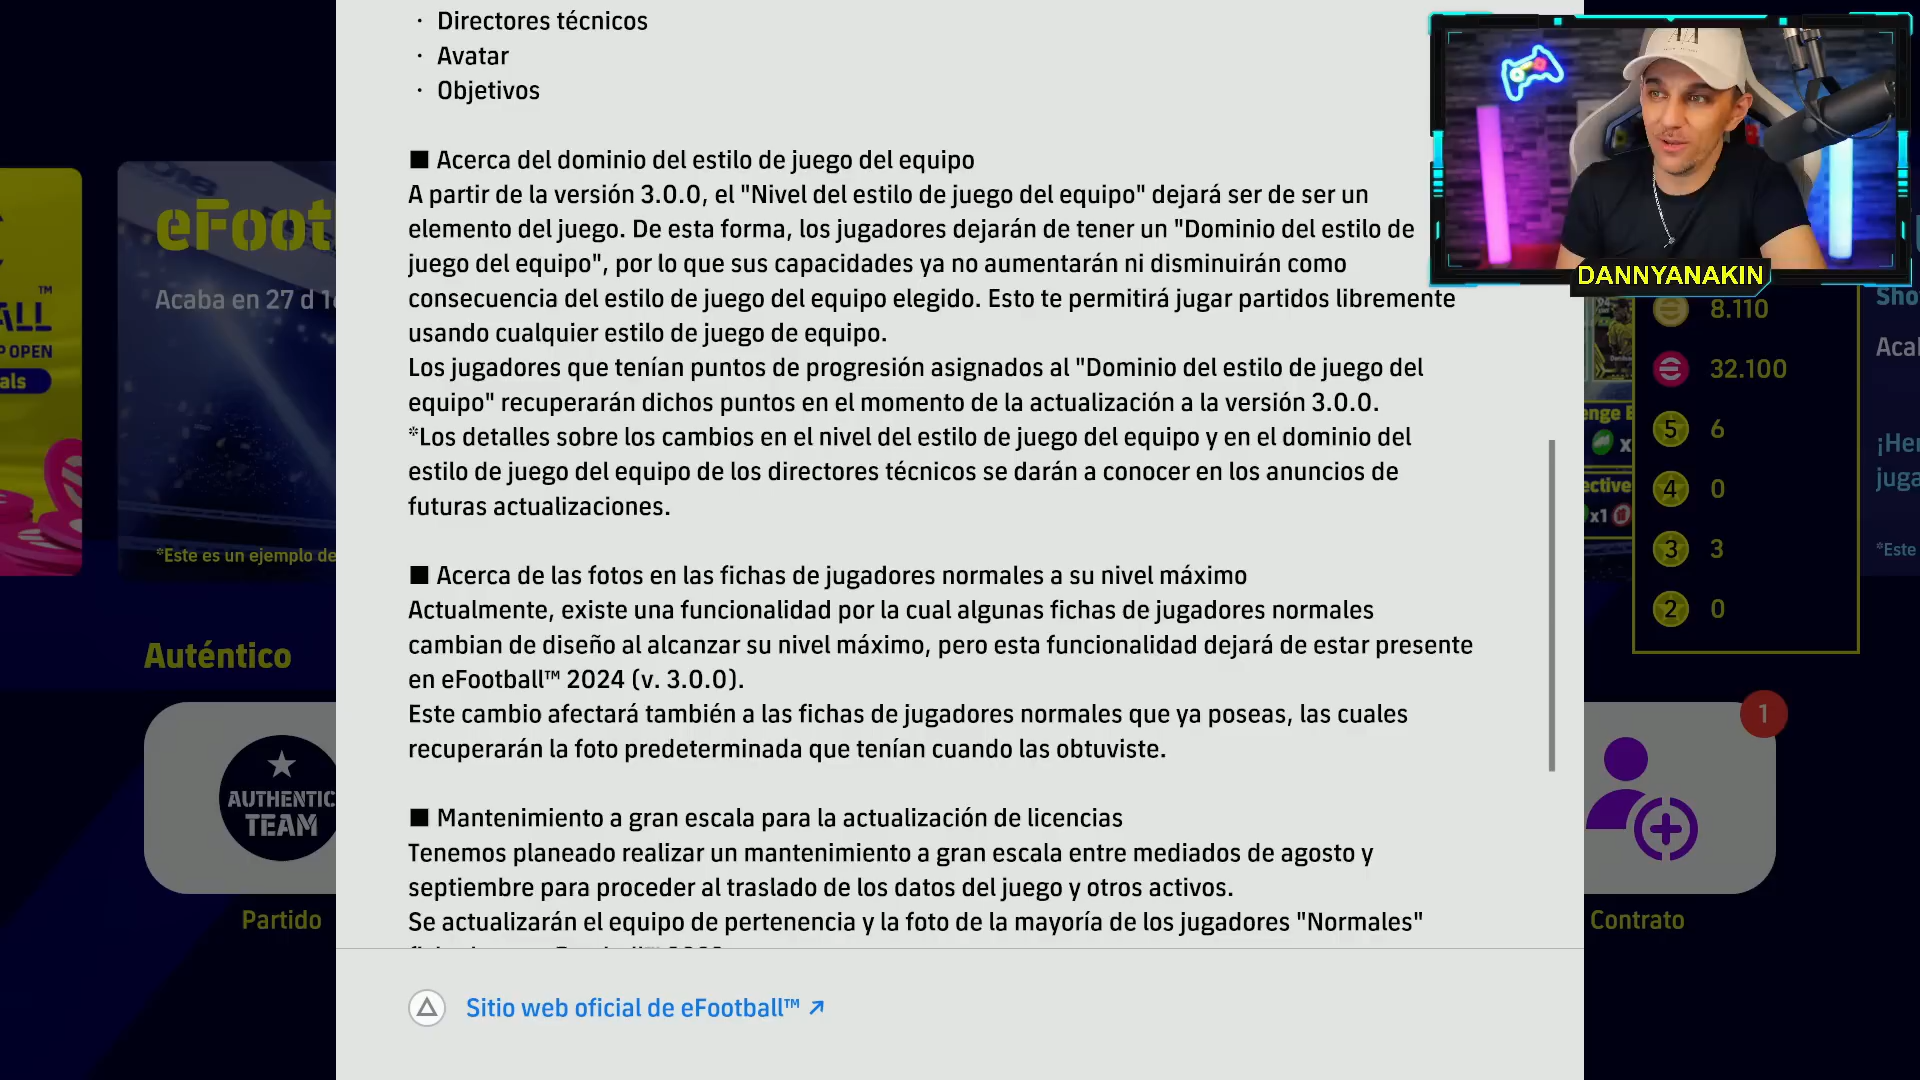 · Directores técnicos
· Avatar
· Objetivos
■ Acerca del dominio del estilo de juego del equipo
A partir de la versión 3.0.0, el "Nivel del estilo de juego del equipo" dejará ser de ser un
elemento del juego. De esta forma, los jugadores dejarán de tener un "Dominio del estilo de
juego del equipo", por lo que sus capacidades ya no aumentarán ni disminuirán como
consecuencia del estilo de juego del equipo elegido. Esto te permitirá jugar partidos libremente
usando cualquier estilo de juego de equipo.
Los jugadores que tenían puntos de progresión asignados al "Dominio del estilo de juego del
equipo" recuperarán dichos puntos en el momento de la actualización a la versión 3.0.0.
*Los detalles sobre los cambios en el nivel del estilo de juego del equipo y en el dominio del
estilo de juego del equipo de los directores técnicos se darán a conocer en los anuncios de
futuras actualizaciones.
■ Acerca de las fotos en las fichas de jugadores normales a su nivel máximo
Actualmente, existe una funcionalidad por la cual algunas fichas de jugadores normales
cambian de diseño al alcanzar su nivel máximo, pero esta funcionalidad dejará de estar presente
en eFootball™ 2024 (v. 3.0.0).
Este cambio afectará también a las fichas de jugadores normales que ya poseas, las cuales
recuperarán la foto predeterminada que tenían cuando las obtuviste.
■ Mantenimiento a gran escala para la actualización de licencias
Tenemos planeado realizar un mantenimiento a gran escala entre mediados de agosto y
septiembre para proceder al traslado de los datos del juego y otros activos.
Se actualizarán el equipo de pertenencia y la foto de la mayoría de los jugadores "Normales"
Sitio web oficial de eFootball™ ↗
DANNYANAKIN
eFoot
Acaba en 27 d 1
*Este es un ejemplo de
™
ALL
P OPEN
als
Auténtico
AUTHENTIC
TEAM
Partido
8.110
32.100
5 6
4 0
3 3
2 0
enge
x
ective
x1
Sho
Acal
¡Her
juga
*Este
1
Contrato